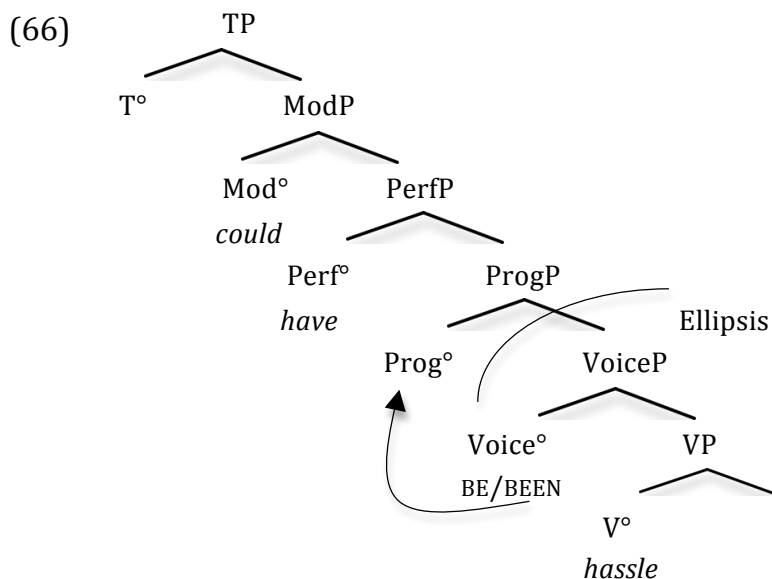 (66)
TP
T° ModP
Mod° PerfP
could
Perf° ProgP
have
Ellipsis
Prog° VoiceP
Voice° VP
BE/BEEN
V°
hassle